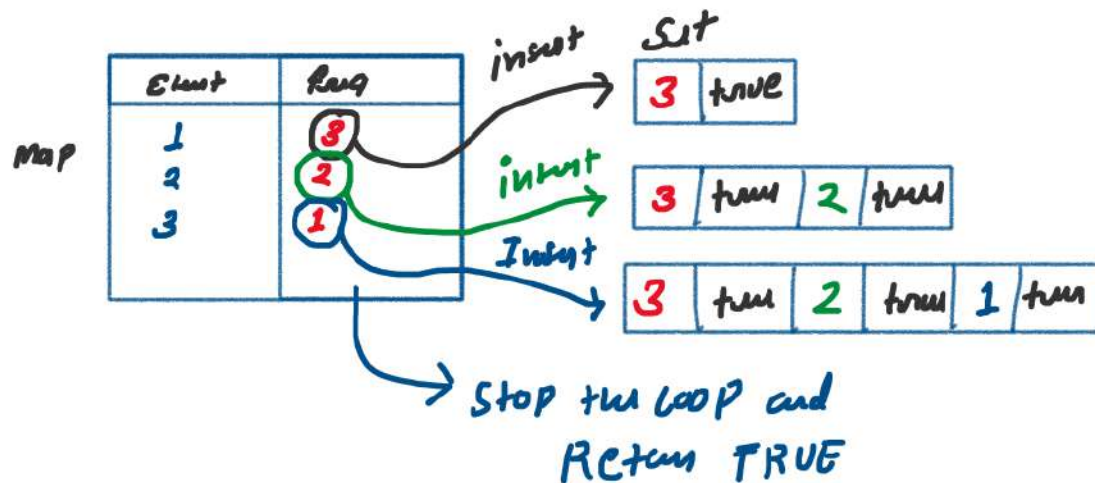 insert
Set
Elemt
Freq
3 true
Map
1 3
2 2
3 1
insert
3 true 2 true
Insert
3 true 2 true 1 true
Stop the loop and
Return TRUE